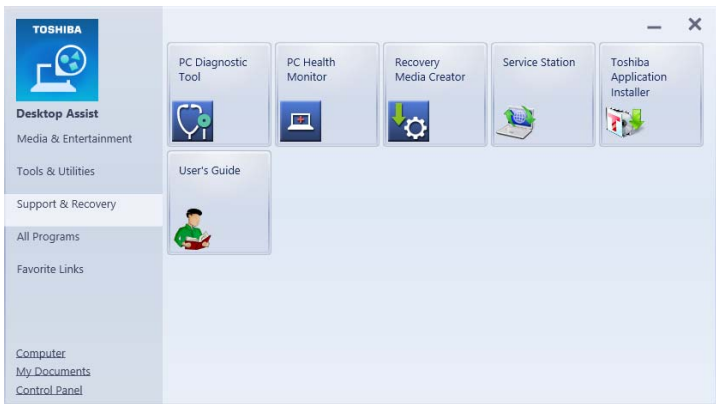 TOSHIBA
Desktop Assist
Media & Entertainment
Tools & Utilities
Support & Recovery
All Programs
Favorite Links
Computer
My Documents
Control Panel
PC Diagnostic
Tool
PC Health
Monitor
Recovery
Media Creator
Service Station
Toshiba
Application
Installer
User's Guide